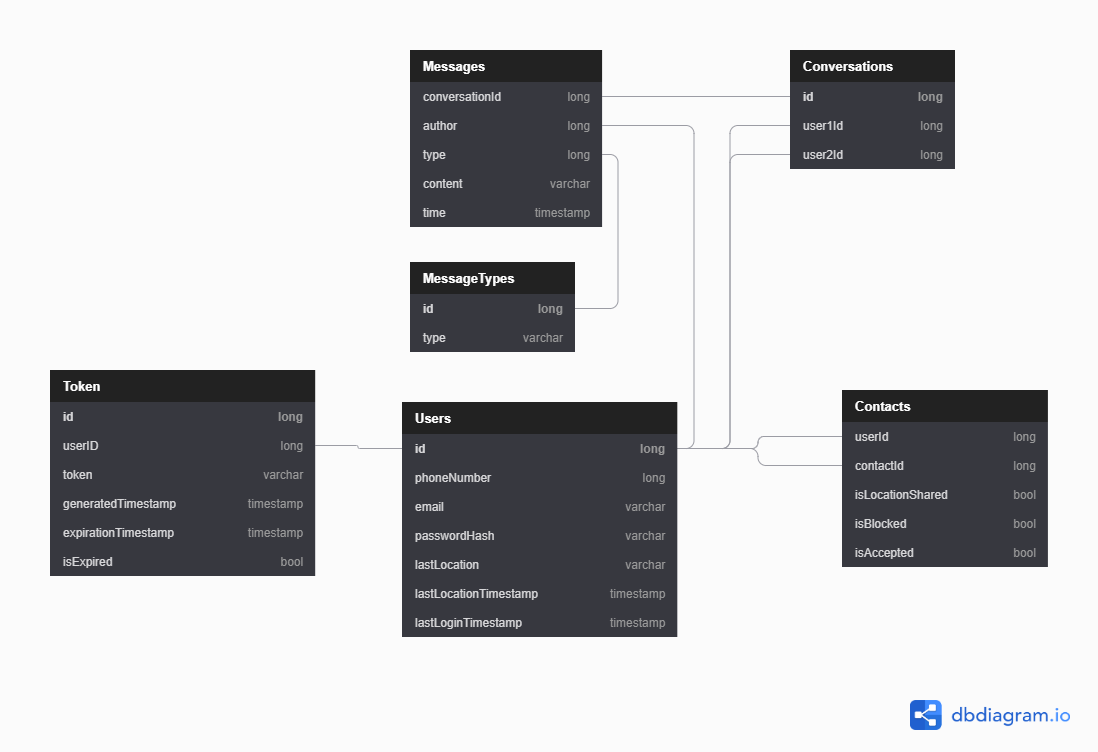 Messages
conversationId long
author long
type long
content varchar
time timestamp
Conversations
id long
user1Id long
user2Id long
MessageTypes
id long
type varchar
Token
id long
userID long
token varchar
generatedTimestamp timestamp
expirationTimestamp timestamp
isExpired bool
Users
id long
phoneNumber long
email varchar
passwordHash varchar
lastLocation varchar
lastLocationTimestamp timestamp
lastLoginTimestamp timestamp
Contacts
userId long
contactId long
isLocationShared bool
isBlocked bool
isAccepted bool
dbdiagram.io